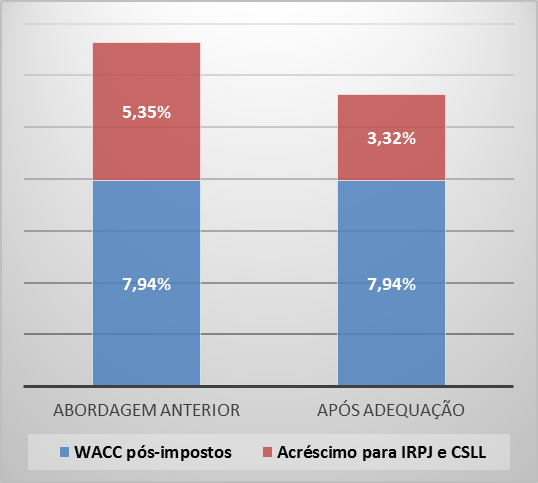 5,35%
3,32%
7,94%
7,94%
ABORDAGEM ANTERIOR
APÓS ADEQUAÇÃO
WACC pós-impostos
Acréscimo para IRPJ e CSLL